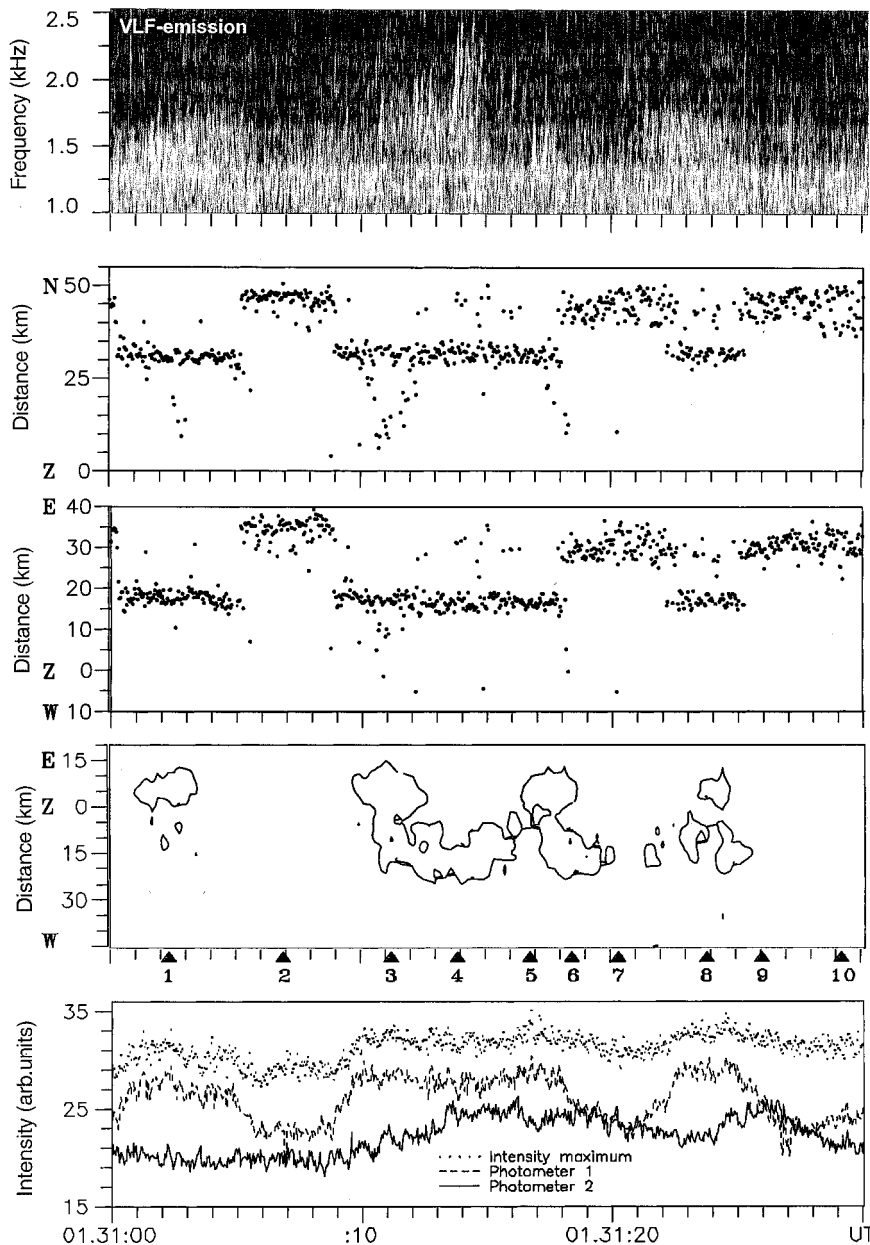 VLF-emission
Frequency (kHz)
2.5
2.0
1.5
1.0
Distance (km)
N 50
25
Z 0
Distance (km)
E 40
30
20
10
Z 0
W 10
Distance (km)
E 15
Z 0
15
30
W
1 2 3 4 5 6 7 8 9 10
Intensity (arb.units)
35
25
15
Intensity maximum
Photometer 1
Photometer 2
01.31:00 :10 01.31:20 UT